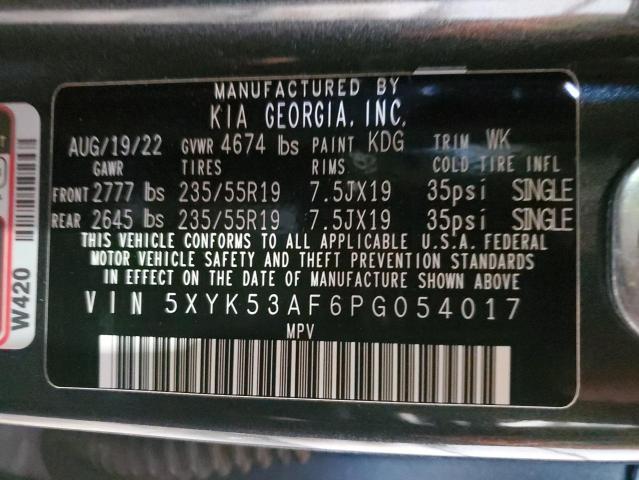 MANUFACTURED BY
KIA GEORGIA, INC.
AUG/19/22 GVWR 4674 lbs PAINT KDG TRIM WK
GAWR TIRES RIMS COLD TIRE INFL
FRONT 2777 lbs 235/55R19 7.5JX19 35psi SINGLE
REAR 2645 lbs 235/55R19 7.5JX19 35psi SINGLE
THIS VEHICLE CONFORMS TO ALL APPLICABLE U.S.A. FEDERAL
MOTOR VEHICLE SAFETY AND THEFT PREVENTION STANDARDS
IN EFFECT ON THE DATE OF MANUFACTURE SHOWN ABOVE
VIN 5XYK53AF6PG054017
MPV
W420